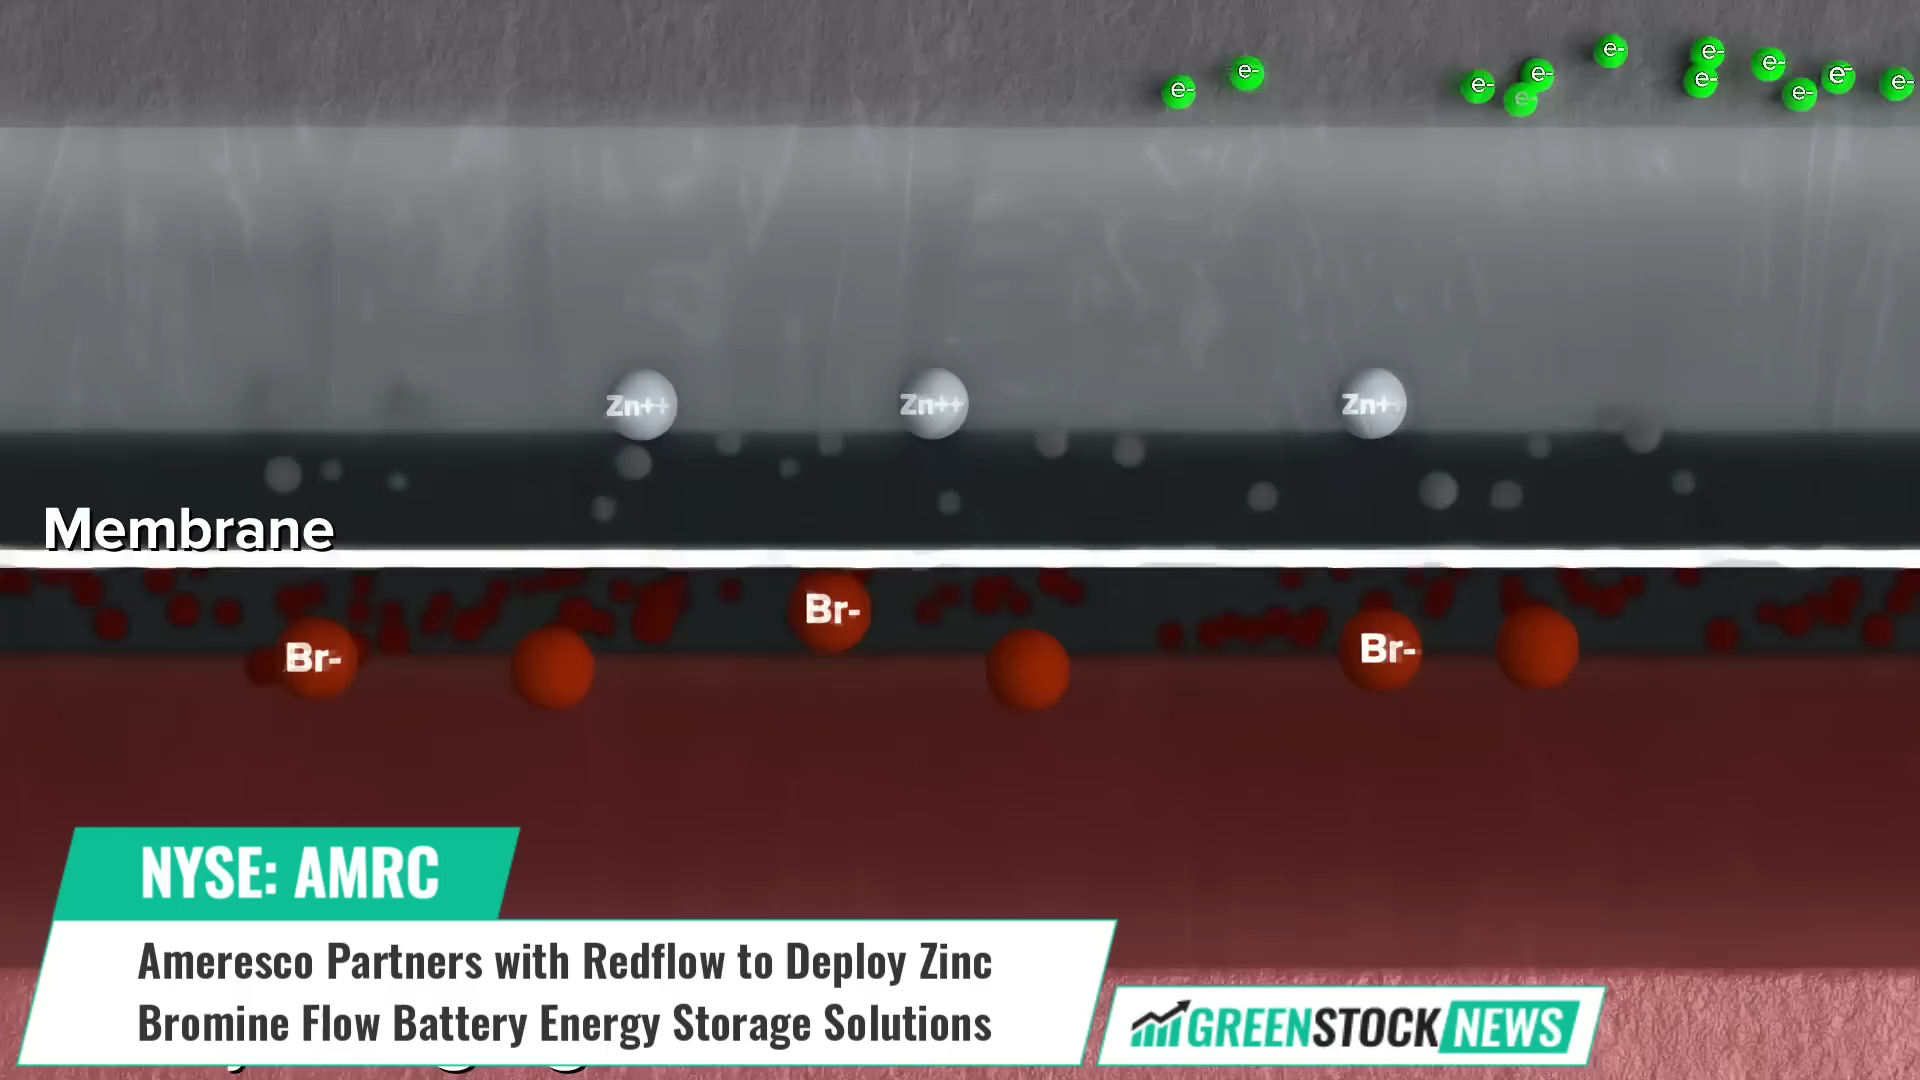 e- e- e- e- e- e- e- e- e- e- e- e-
Zn++ Zn++ Zn++
Membrane
Br- Br- Br-
NYSE: AMRC
Ameresco Partners with Redflow to Deploy Zinc
Bromine Flow Battery Energy Storage Solutions
GREENSTOCK NEWS